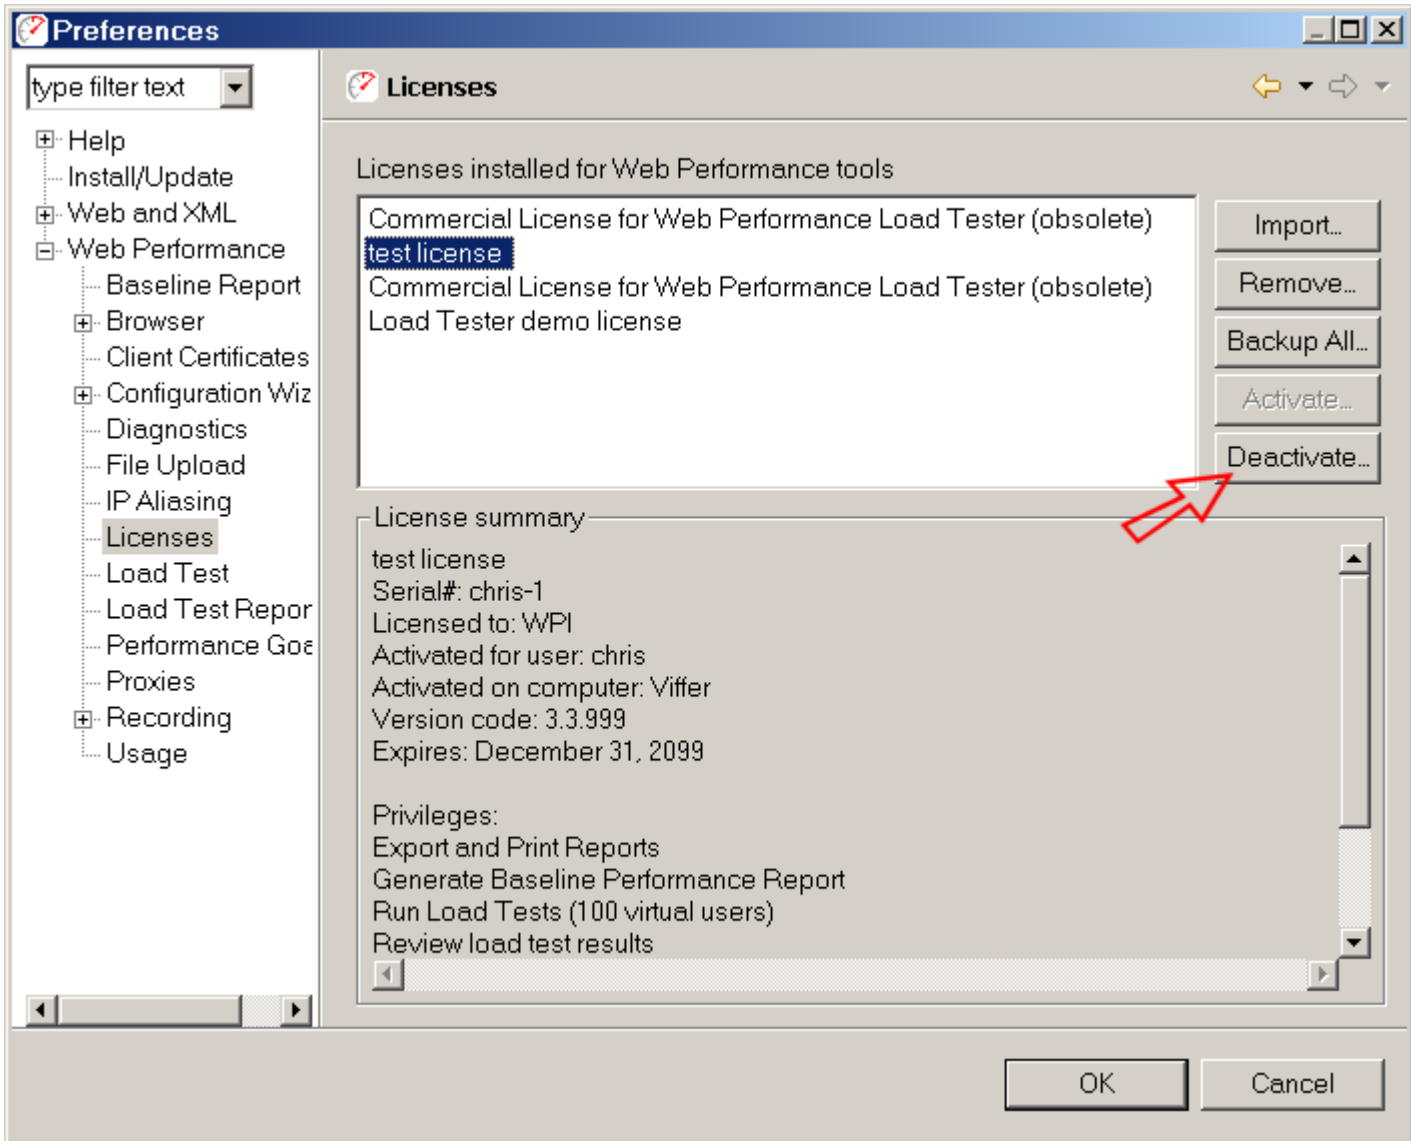 Preferences
type filter text
Help
Install/Update
Web and XML
Web Performance
Baseline Report
Browser
Client Certificates
Configuration Wiz
Diagnostics
File Upload
IP Aliasing
Licenses
Load Test
Load Test Repor
Performance Goa
Proxies
Recording
Usage
Licenses
Licenses installed for Web Performance tools
Commercial License for Web Performance Load Tester (obsolete)
test license
Commercial License for Web Performance Load Tester (obsolete)
Load Tester demo license
Import...
Remove...
Backup All...
Activate...
Deactivate...
License summary
test license
Serial#: chris-1
Licensed to: WPI
Activated for user: chris
Activated on computer: Viffer
Version code: 3.3.999
Expires: December 31, 2099
Privileges:
Export and Print Reports
Generate Baseline Performance Report
Run Load Tests (100 virtual users)
Review load test results
OK
Cancel